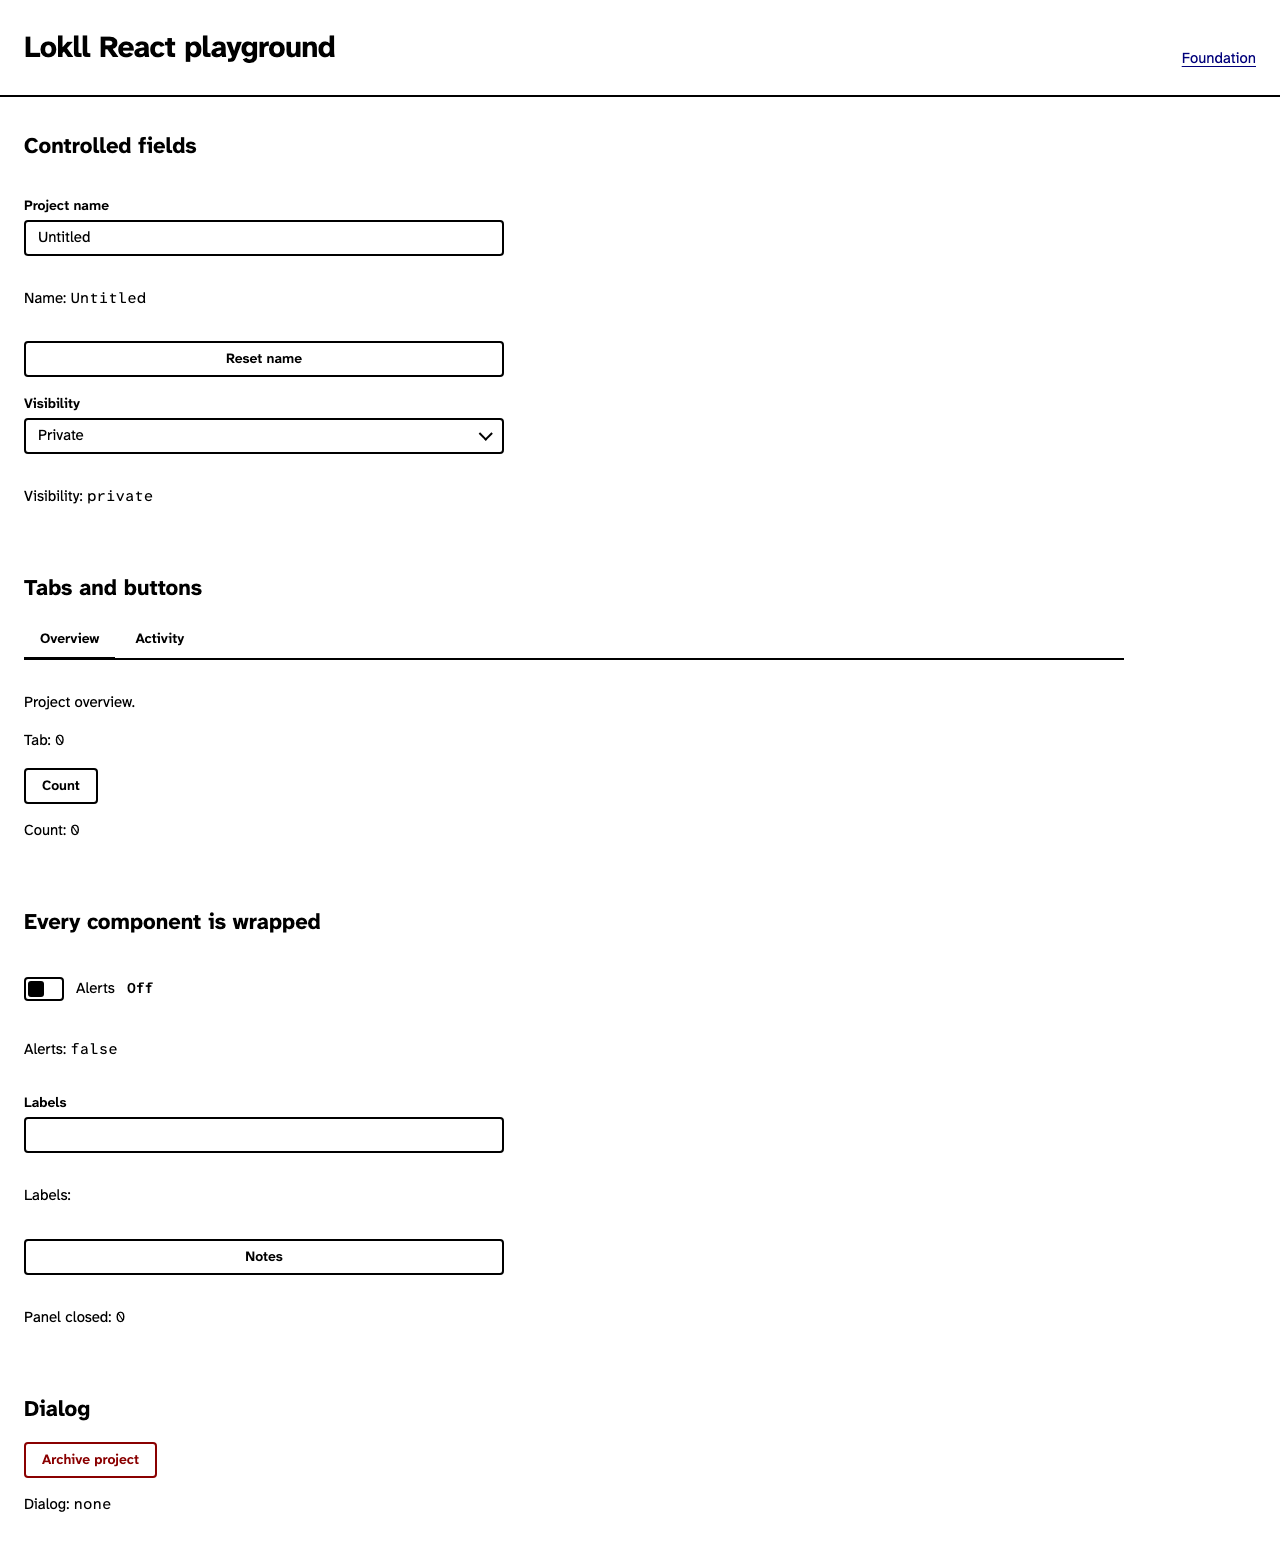 Lokll React playground
Foundation
Controlled fields
Project name
Untitled
Name: Untitled
Reset name
Visibility
Private
Visibility: private
Tabs and buttons
Overview Activity
Project overview.
Tab: 0
Count
Count: 0
Every component is wrapped
Alerts Off
Alerts: false
Labels
Labels:
Notes
Panel closed: 0
Dialog
Archive project
Dialog: none